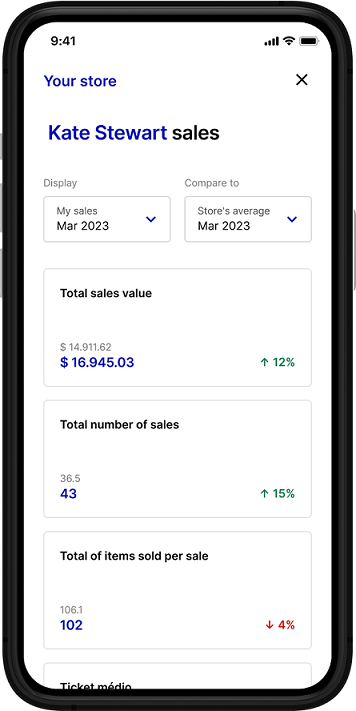 9:41
Your store
Kate Stewart sales
Display
Compare to
My sales
Mar 2023
Store's average
Mar 2023
Total sales value
$ 14.911.62
$ 16.945.03
↑ 12%
Total number of sales
36.5
43
↑ 15%
Total of items sold per sale
106.1
102
↓ 4%
Ticket médio